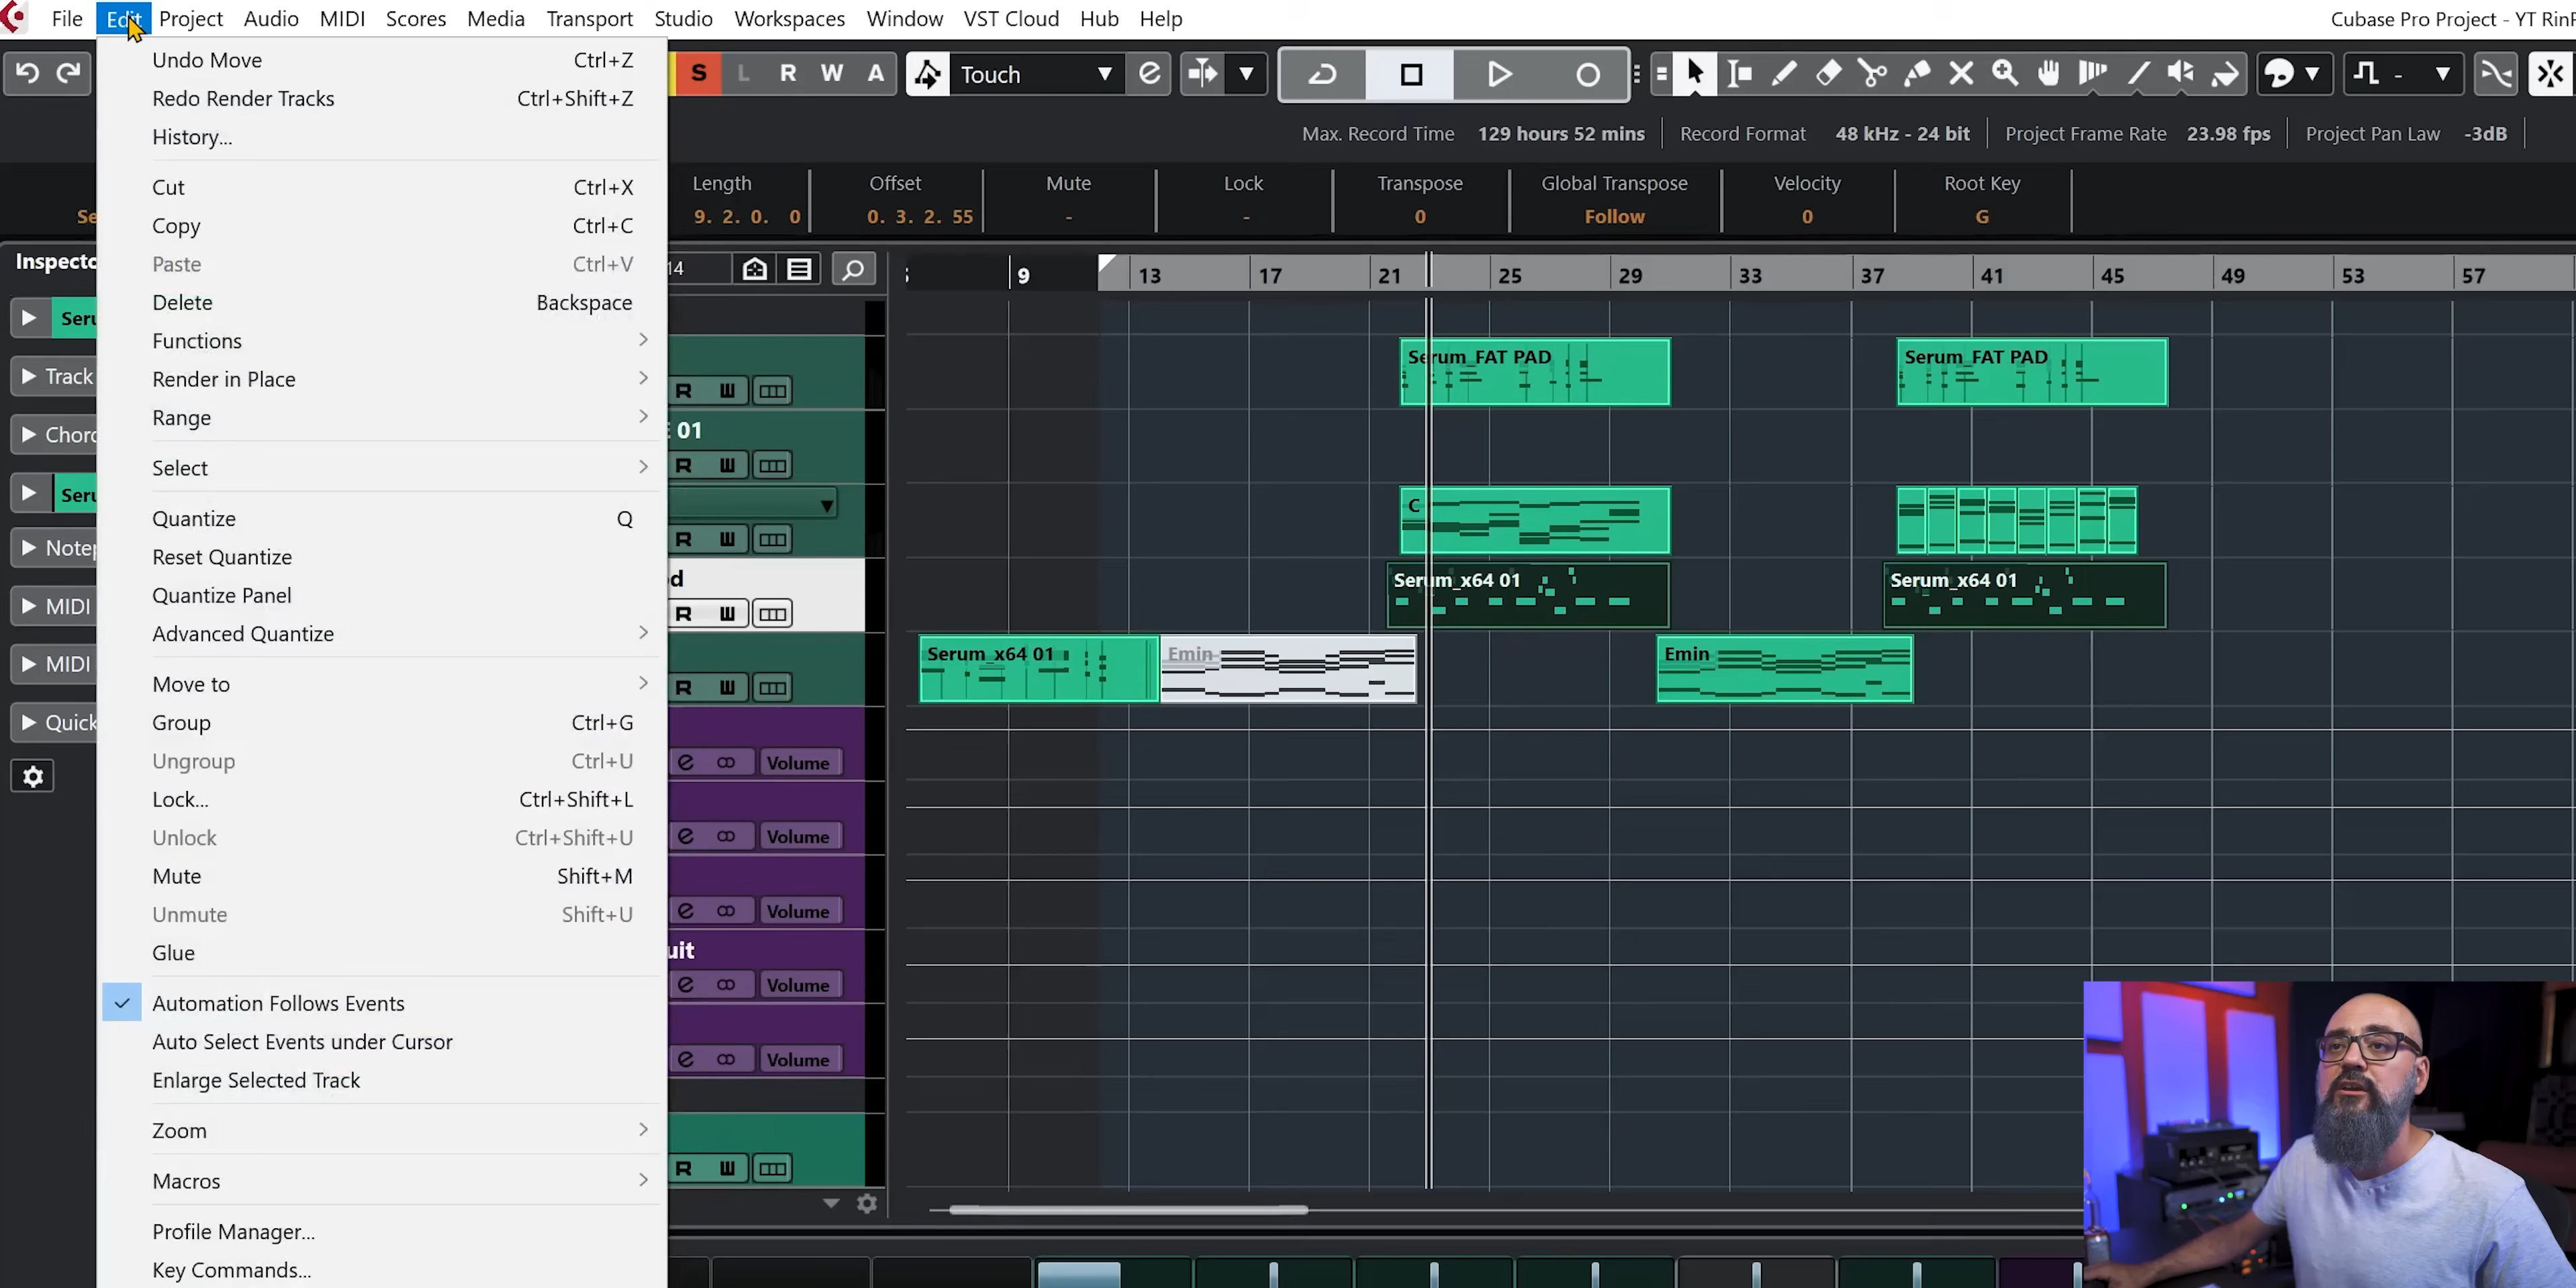 File Edit Project Audio MIDI Scores Media Transport Studio Workspaces Window VST Cloud Hub Help
Cubase Pro Project - YT RinF
Undo Move Ctrl+Z
Redo Render Tracks Ctrl+Shift+Z
History...
Cut Ctrl+X
Copy Ctrl+C
Paste Ctrl+V
Delete Backspace
Functions
Render in Place
Range
Select
Quantize Q
Reset Quantize
Quantize Panel
Advanced Quantize
Move to
Group Ctrl+G
Ungroup Ctrl+U
Lock... Ctrl+Shift+L
Unlock Ctrl+Shift+U
Mute Shift+M
Unmute Shift+U
Glue
Automation Follows Events
Auto Select Events under Cursor
Enlarge Selected Track
Zoom
Macros
Profile Manager...
Key Commands...
S L R W A
Touch
e
-
Max. Record Time 129 hours 52 mins Record Format 48 kHz - 24 bit Project Frame Rate 23.98 fps Project Pan Law -3dB
Length Offset Mute Lock Transpose Global Transpose Velocity Root Key
Se 9. 2. 0. 0 0. 3. 2. 55 - - 0 Follow 0 G
Inspecto
Seru
Track
Chord
Seru
Notep
MIDI
MIDI
Quick
14
9 13 17 21 25 29 33 37 41 45 49 53 57
R W
01
R W
R W
d
R W
R W
e Volume
e Volume
e Volume
uit
e Volume
e Volume
R W
Serum_FAT PAD Serum_FAT PAD
C
Serum_x64 01 Serum_x64 01
Serum_x64 01 Emin Emin